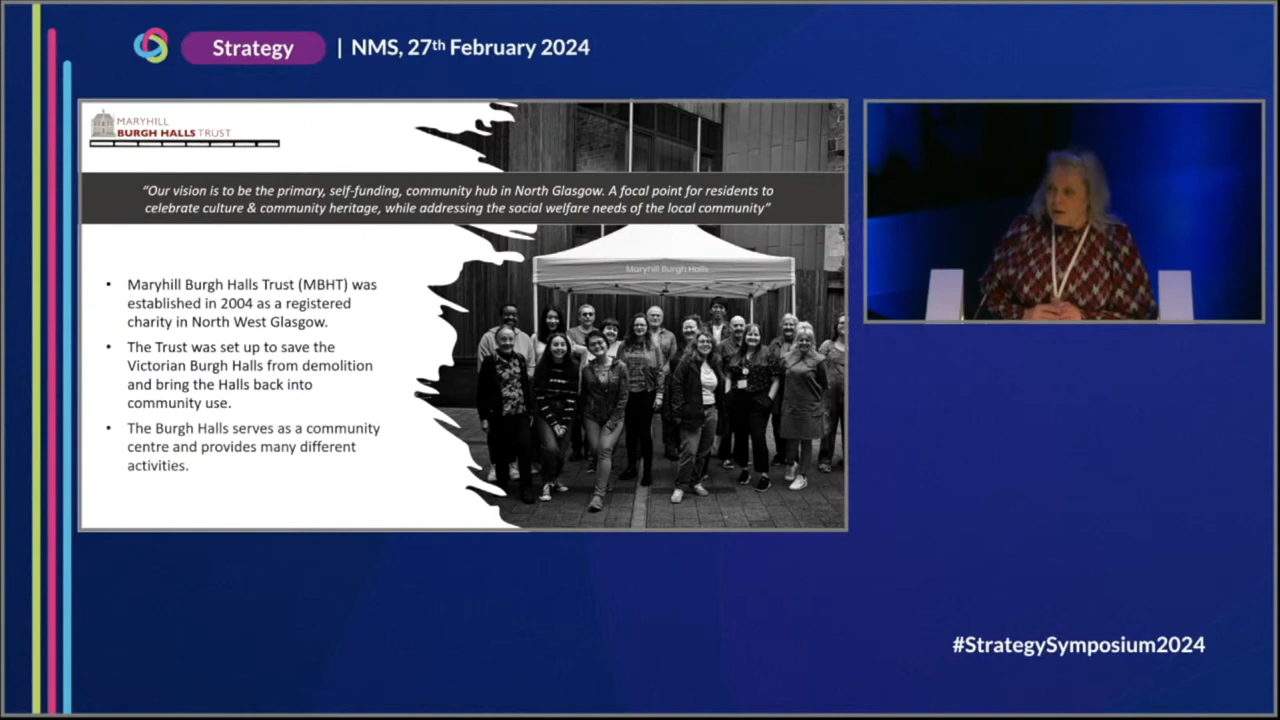 Strategy | NMS, 27th February 2024
MARYHILL
BURGH HALLS TRUST
“Our vision is to be the primary, self-funding, community hub in North Glasgow. A focal point for residents to
celebrate culture & community heritage, while addressing the social welfare needs of the local community”
• Maryhill Burgh Halls Trust (MBHT) was
established in 2004 as a registered
charity in North West Glasgow.
• The Trust was set up to save the
Victorian Burgh Halls from demolition
and bring the Halls back into
community use.
• The Burgh Halls serves as a community
centre and provides many different
activities.
Maryhill Burgh Halls
#StrategySymposium2024